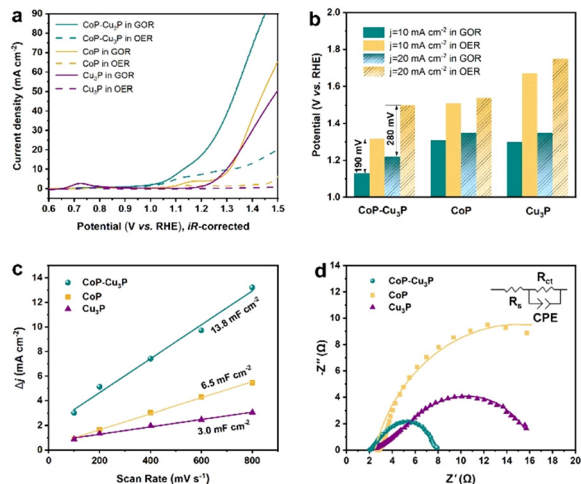 a
Current density (mA cm⁻²)
90
80
70
60
50
40
30
20
10
0
CoP-Cu₃P in GOR
CoP-Cu₃P in OER
CoP in GOR
CoP in OER
Cu₃P in GOR
Cu₃P in OER
0.6 0.7 0.8 0.9 1.0 1.1 1.2 1.3 1.4 1.5
Potential (V vs. RHE), iR-corrected
b
Potential (V vs. RHE)
2.0
1.8
1.6
1.4
1.2
1.0
j=10 mA cm⁻² in GOR
j=10 mA cm⁻² in OER
j=20 mA cm⁻² in GOR
j=20 mA cm⁻² in OER
190 mV
280 mV
CoP-Cu₃P CoP Cu₃P
c
Δj (mA cm⁻²)
14
12
10
8
6
4
2
0
CoP-Cu₃P
CoP
Cu₃P
13.8 mF cm⁻²
6.5 mF cm⁻²
3.0 mF cm⁻²
200 400 600 800
Scan Rate (mV s⁻¹)
d
-Z″ (Ω)
14
12
10
8
6
4
2
0
CoP-Cu₃P
CoP
Cu₃P
Rct
Rs
CPE
0 2 4 6 8 10 12 14 16 18 20
Z′ (Ω)